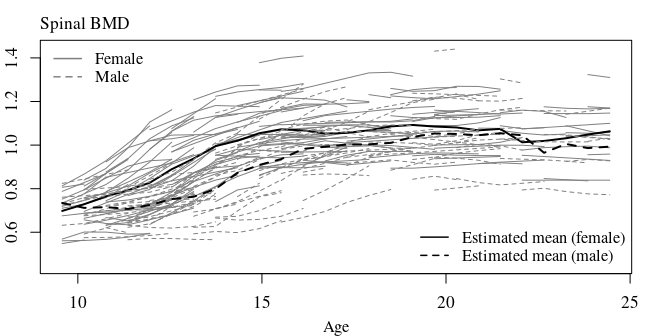 Spinal BMD
Female
Male
1.4
1.2
1.0
0.8
0.6
Estimated mean (female)
Estimated mean (male)
10 15 20 25
Age